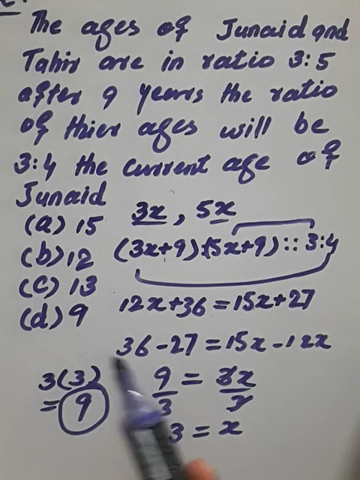 The ages of Junaid and
Tahir are in ratio 3:5
after 9 years the ratio
of thier ages will be
3:4 the current age of
Junaid
(a) 15
3x , 5x
(b) 12
(3x+9):(5x+9) :: 3:4
(c) 13
12x+36=15x+27
(d) 9
36-27=15x-12x
3(3)
9/3 = 3x/3
= 9
3 = x